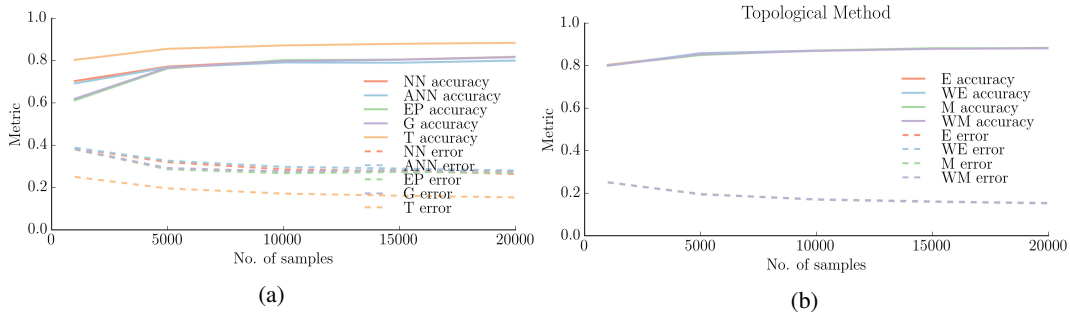 1.0
0.8
0.6
0.4
0.2
0.0
Metric
0
5000
10000
15000
20000
No. of samples
NN accuracy
ANN accuracy
EP accuracy
G accuracy
T accuracy
NN error
ANN error
EP error
G error
T error
(a)
Topological Method
1.0
0.8
0.6
0.4
0.2
0.0
Metric
0
5000
10000
15000
20000
No. of samples
E accuracy
WE accuracy
M accuracy
WM accuracy
E error
WE error
M error
WM error
(b)